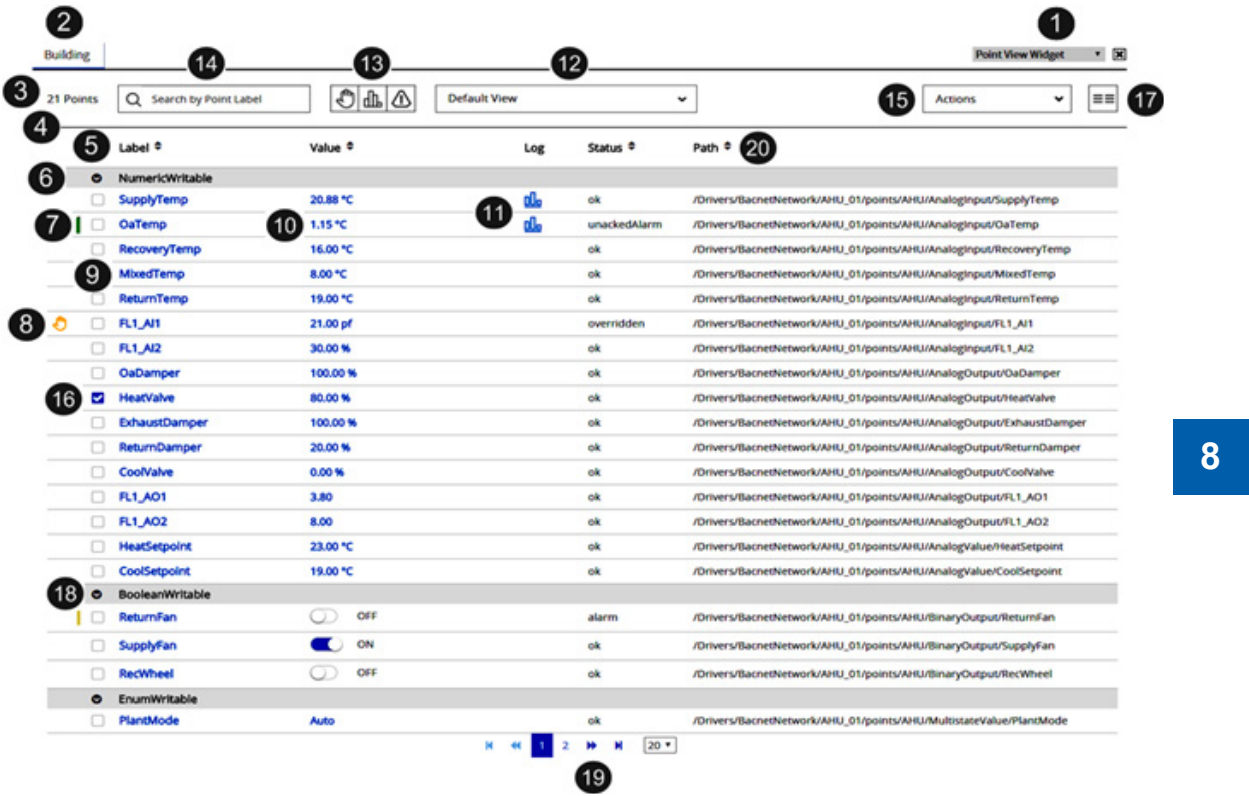 2 1
Building Point View Widget
14 13 12
3 21 Points Search by Point Label Default View 15 Actions 17
4
5 Label Value Log Status Path 20
6 NumericWritable
SupplyTemp 20.88 °C ok /Drivers/BacnetNetwork/AHU_01/points/AHU/AnalogInput/SupplyTemp
7 OaTemp 10 1.15 °C 11 unackedAlarm /Drivers/BacnetNetwork/AHU_01/points/AHU/AnalogInput/OaTemp
RecoveryTemp 16.00 °C ok /Drivers/BacnetNetwork/AHU_01/points/AHU/AnalogInput/RecoveryTemp
9 MixedTemp 8.00 °C ok /Drivers/BacnetNetwork/AHU_01/points/AHU/AnalogInput/MixedTemp
ReturnTemp 19.00 °C ok /Drivers/BacnetNetwork/AHU_01/points/AHU/AnalogInput/ReturnTemp
8 FL1_AI1 21.00 pf overridden /Drivers/BacnetNetwork/AHU_01/points/AHU/AnalogInput/FL1_AI1
FL1_AI2 30.00 % ok /Drivers/BacnetNetwork/AHU_01/points/AHU/AnalogInput/FL1_AI2
OaDamper 100.00 % ok /Drivers/BacnetNetwork/AHU_01/points/AHU/AnalogOutput/OaDamper
16 HeatValve 80.00 % ok /Drivers/BacnetNetwork/AHU_01/points/AHU/AnalogOutput/HeatValve
ExhaustDamper 100.00 % ok /Drivers/BacnetNetwork/AHU_01/points/AHU/AnalogOutput/ExhaustDamper
ReturnDamper 20.00 % ok /Drivers/BacnetNetwork/AHU_01/points/AHU/AnalogOutput/ReturnDamper
8
CoolValve 0.00 % ok /Drivers/BacnetNetwork/AHU_01/points/AHU/AnalogOutput/CoolValve
FL1_AO1 3.80 ok /Drivers/BacnetNetwork/AHU_01/points/AHU/AnalogOutput/FL1_AO1
FL1_AO2 8.00 ok /Drivers/BacnetNetwork/AHU_01/points/AHU/AnalogOutput/FL1_AO2
HeatSetpoint 23.00 °C ok /Drivers/BacnetNetwork/AHU_01/points/AHU/AnalogValue/HeatSetpoint
CoolSetpoint 19.00 °C ok /Drivers/BacnetNetwork/AHU_01/points/AHU/AnalogValue/CoolSetpoint
18 BooleanWritable
ReturnFan OFF alarm /Drivers/BacnetNetwork/AHU_01/points/AHU/BinaryOutput/ReturnFan
SupplyFan ON ok /Drivers/BacnetNetwork/AHU_01/points/AHU/BinaryOutput/SupplyFan
RecWheel OFF ok /Drivers/BacnetNetwork/AHU_01/points/AHU/BinaryOutput/RecWheel
EnumWritable
PlantMode Auto ok /Drivers/BacnetNetwork/AHU_01/points/AHU/MultistateValue/PlantMode
1 2 20
19